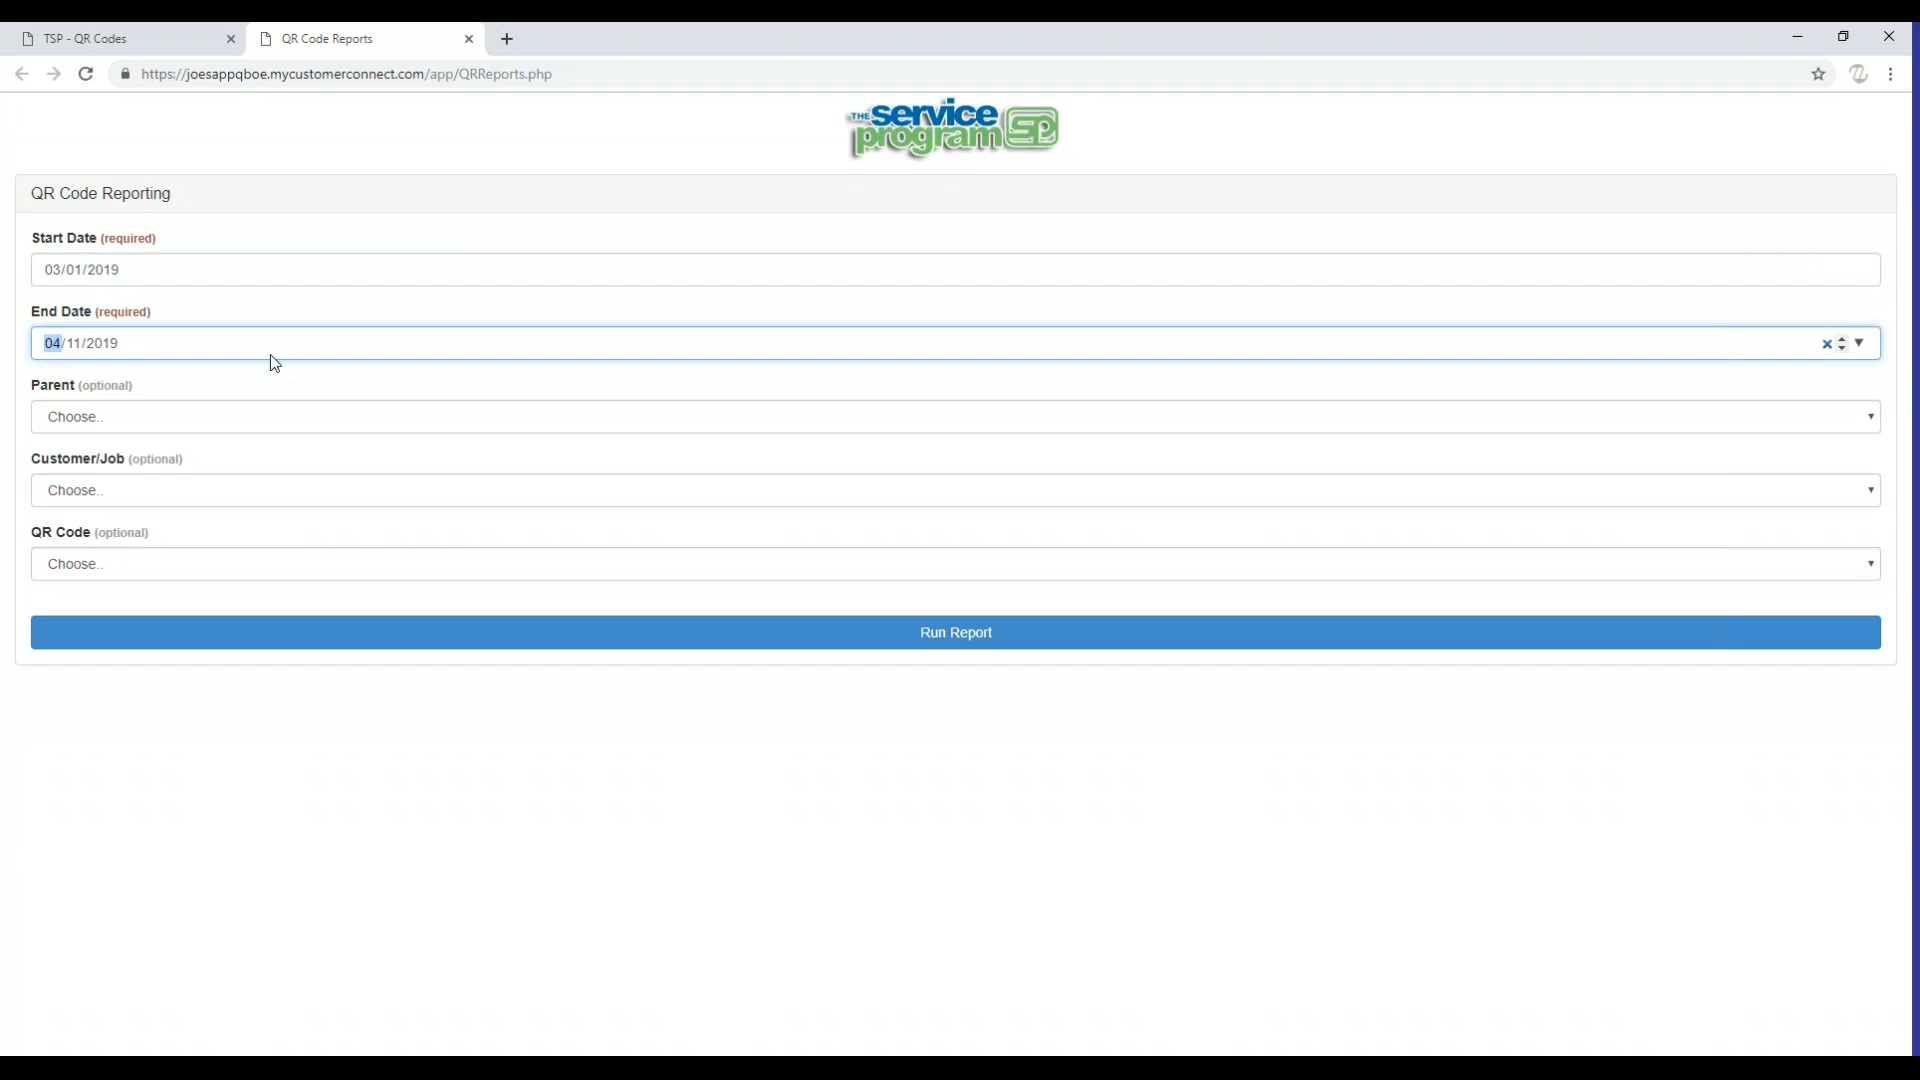 TSP - QR Codes
QR Code Reports
https://joesappqboe.mycustomerconnect.com/app/QRReports.php
THE service
program SP
QR Code Reporting
Start Date (required)
03/01/2019
End Date (required)
04/11/2019
Parent (optional)
Choose..
Customer/Job (optional)
Choose..
QR Code (optional)
Choose..
Run Report